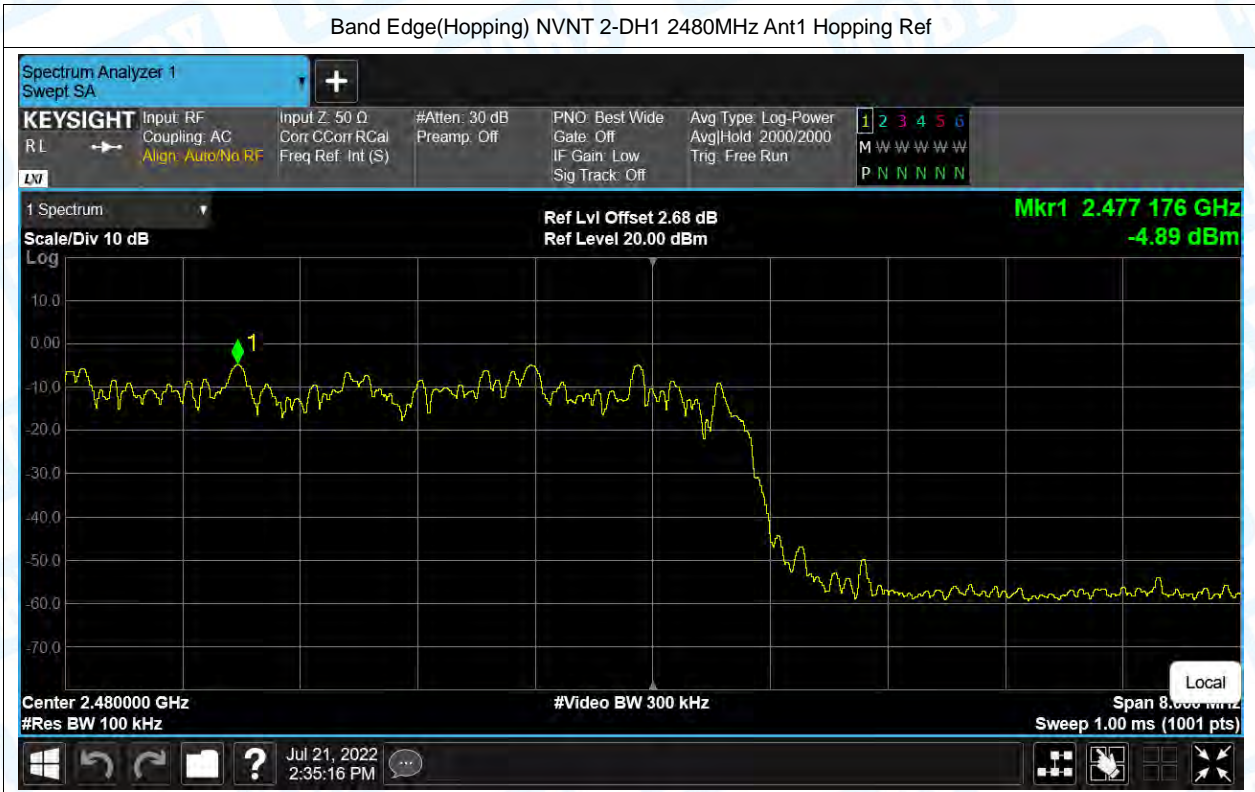 Band Edge(Hopping) NVNT 2-DH1 2480MHz Ant1 Hopping Ref
Spectrum Analyzer 1
Swept SA
+
KEYSIGHT
RL
LXI
Input: RF
Coupling: AC
Align: Auto/No RF
Input Z: 50 Ω
Corr CCorr RCal
Freq Ref: Int (S)
#Atten: 30 dB
Preamp: Off
PNO: Best Wide
Gate: Off
IF Gain: Low
Sig Track: Off
Avg Type: Log-Power
Avg|Hold: 2000/2000
Trig: Free Run
1 2 3 4 5 6
M W W W W W
P N N N N N
1 Spectrum
Scale/Div 10 dB
Ref Lvl Offset 2.68 dB
Ref Level 20.00 dBm
Mkr1 2.477 176 GHz
-4.89 dBm
Log
10.0
0.00
-10.0
-20.0
-30.0
-40.0
-50.0
-60.0
-70.0
1
Local
Center 2.480000 GHz
#Res BW 100 kHz
#Video BW 300 kHz
Span 8.000 MHz
Sweep 1.00 ms (1001 pts)
?
Jul 21, 2022
2:35:16 PM